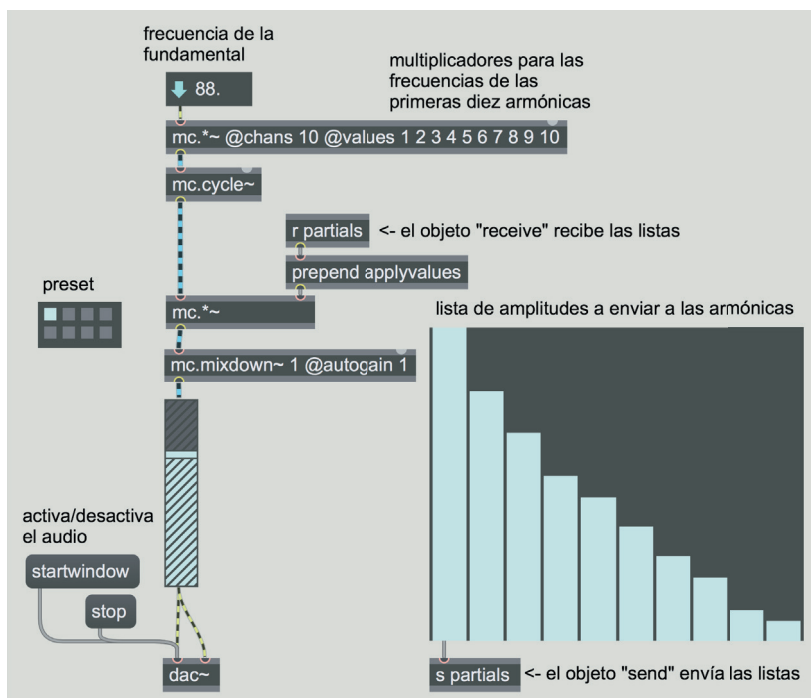 frecuencia de la
fundamental
88.
multiplicadores para las
frecuencias de las
primeras diez armónicas
mc.*~ @chans 10 @values 1 2 3 4 5 6 7 8 9 10
mc.cycle~
r partials
<- el objeto "receive" recibe las listas
prepend applyvalues
preset
mc.*~
lista de amplitudes a enviar a las armónicas
mc.mixdown~ 1 @autogain 1
activa/desactiva
el audio
startwindow
stop
dac~
s partials
<- el objeto "send" envía las listas